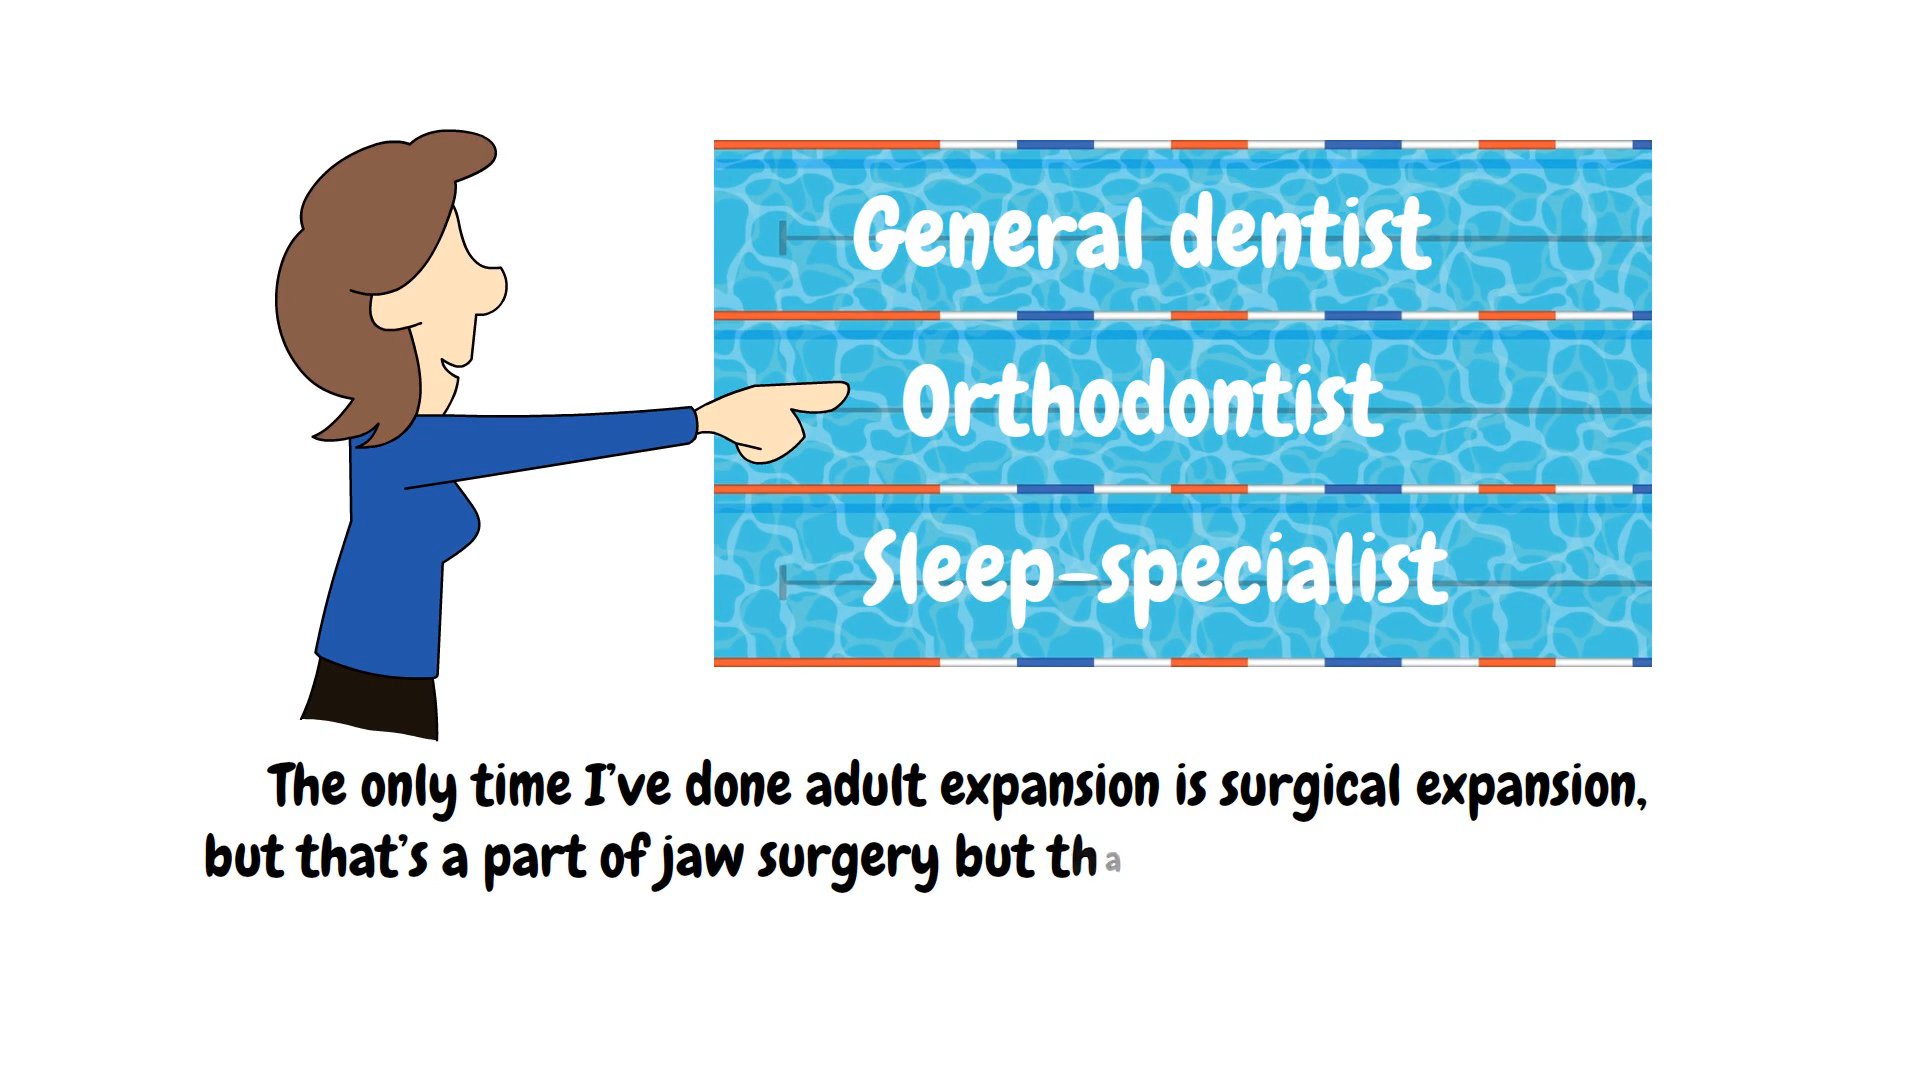 General dentist
Orthodontist
Sleep-specialist
The only time I've done adult expansion is surgical expansion,
but that's a part of jaw surgery but tha